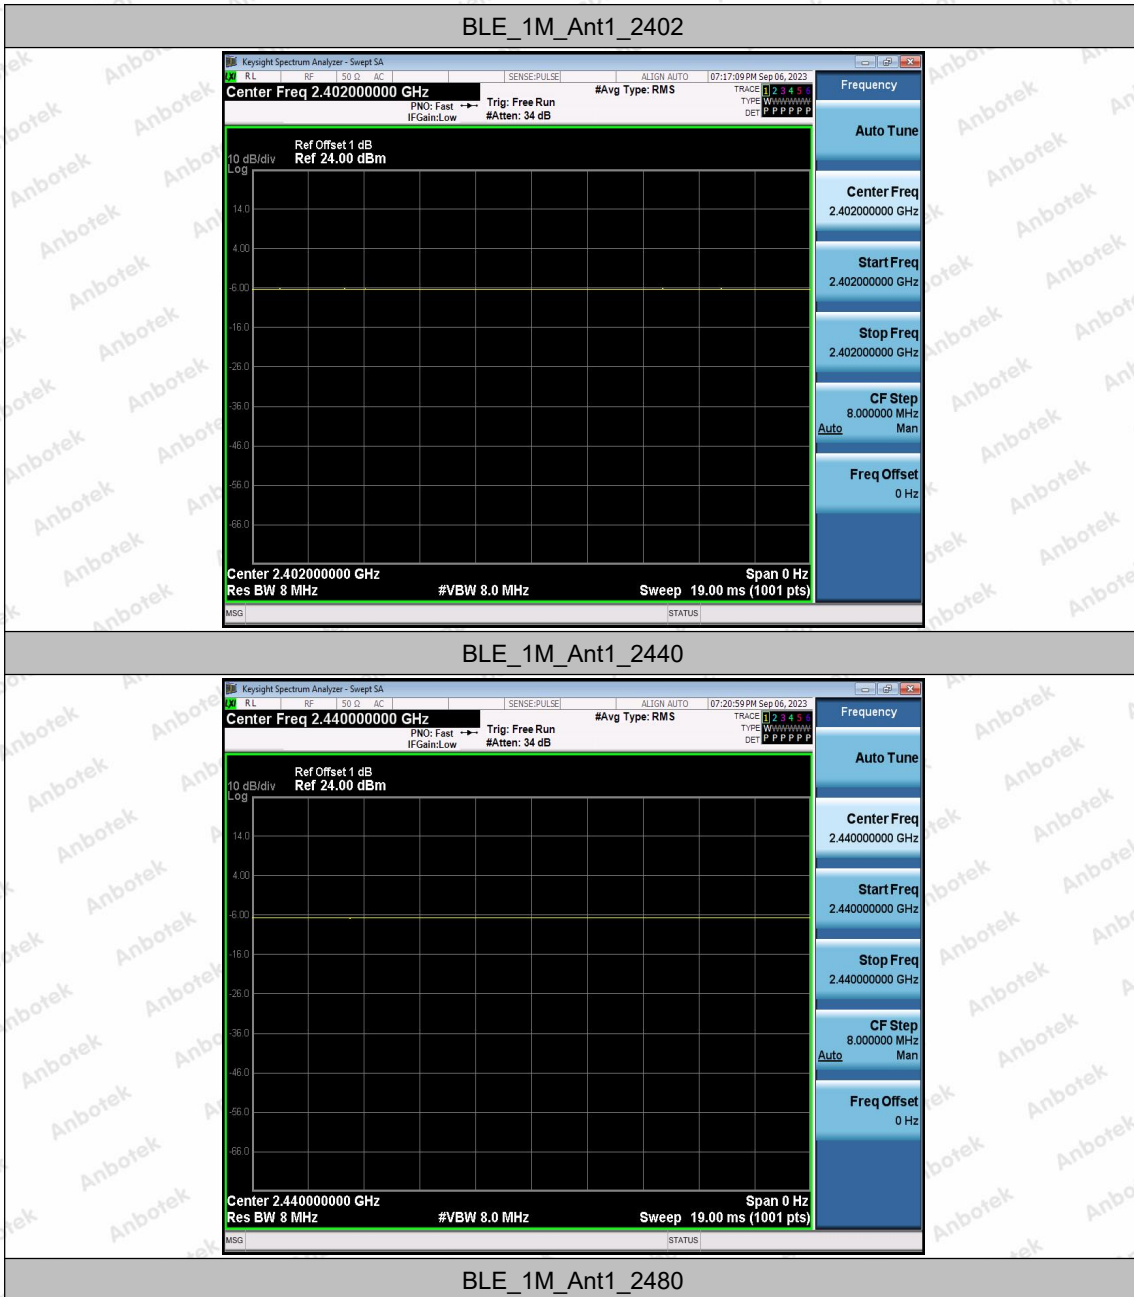 BLE_1M_Ant1_2402
Keysight Spectrum Analyzer - Swept SA
LXI RL RF 50 Ω AC SENSE:PULSE ALIGN AUTO 07:17:09 PM Sep 06, 2023
Center Freq 2.402000000 GHz #Avg Type: RMS TRACE 1 2 3 4 5 6
PNO: Fast Trig: Free Run TYPE WWWWWW
IFGain:Low #Atten: 34 dB DET P P P P P P
Frequency
Auto Tune
Center Freq
2.402000000 GHz
Start Freq
2.402000000 GHz
Stop Freq
2.402000000 GHz
CF Step
8.000000 MHz
Auto Man
Freq Offset
0 Hz
Ref Offset 1 dB
10 dB/div Ref 24.00 dBm
Log
14.0
4.00
-6.00
-16.0
-26.0
-36.0
-46.0
-56.0
-66.0
Center 2.402000000 GHz Span 0 Hz
Res BW 8 MHz #VBW 8.0 MHz Sweep 19.00 ms (1001 pts)
MSG STATUS
BLE_1M_Ant1_2440
Keysight Spectrum Analyzer - Swept SA
LXI RL RF 50 Ω AC SENSE:PULSE ALIGN AUTO 07:20:59 PM Sep 06, 2023
Center Freq 2.440000000 GHz #Avg Type: RMS TRACE 1 2 3 4 5 6
PNO: Fast Trig: Free Run TYPE WWWWWW
IFGain:Low #Atten: 34 dB DET P P P P P P
Frequency
Auto Tune
Center Freq
2.440000000 GHz
Start Freq
2.440000000 GHz
Stop Freq
2.440000000 GHz
CF Step
8.000000 MHz
Auto Man
Freq Offset
0 Hz
Ref Offset 1 dB
10 dB/div Ref 24.00 dBm
Log
14.0
4.00
-6.00
-16.0
-26.0
-36.0
-46.0
-56.0
-66.0
Center 2.440000000 GHz Span 0 Hz
Res BW 8 MHz #VBW 8.0 MHz Sweep 19.00 ms (1001 pts)
MSG STATUS
BLE_1M_Ant1_2480